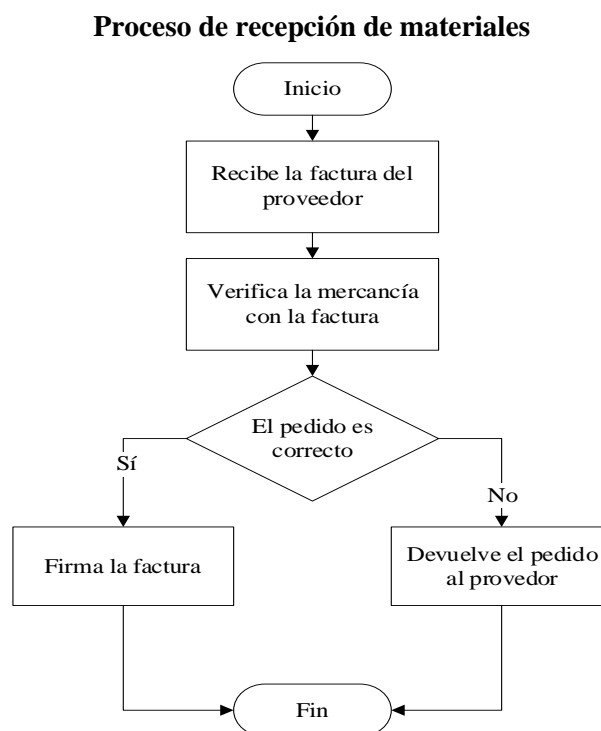 Proceso de recepción de materiales
Inicio
Recibe la factura del
proveedor
Verifica la mercancía
con la factura
El pedido es
correcto
Sí
No
Firma la factura
Devuelve el pedido
al provedor
Fin